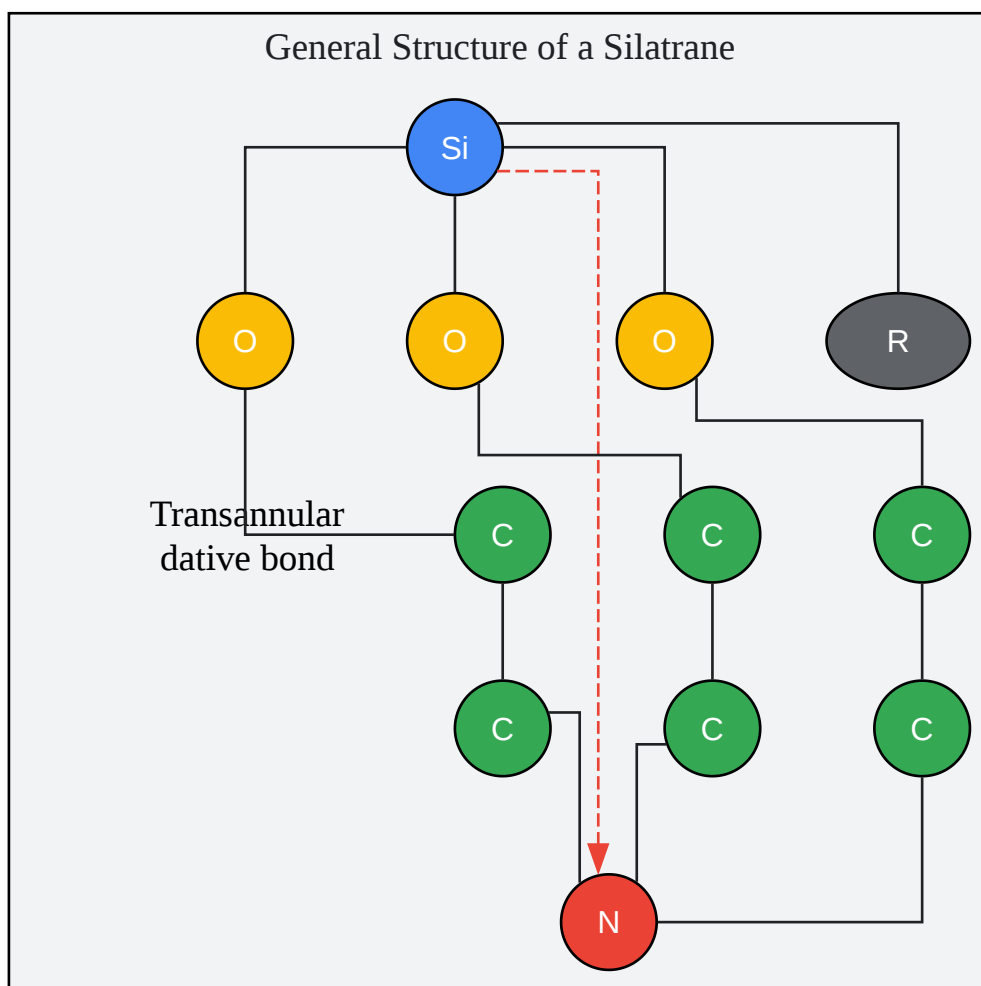 General Structure of a Silatrane
Si
O
O
O
R
Transannular
dative bond
C
C
C
C
C
C
N